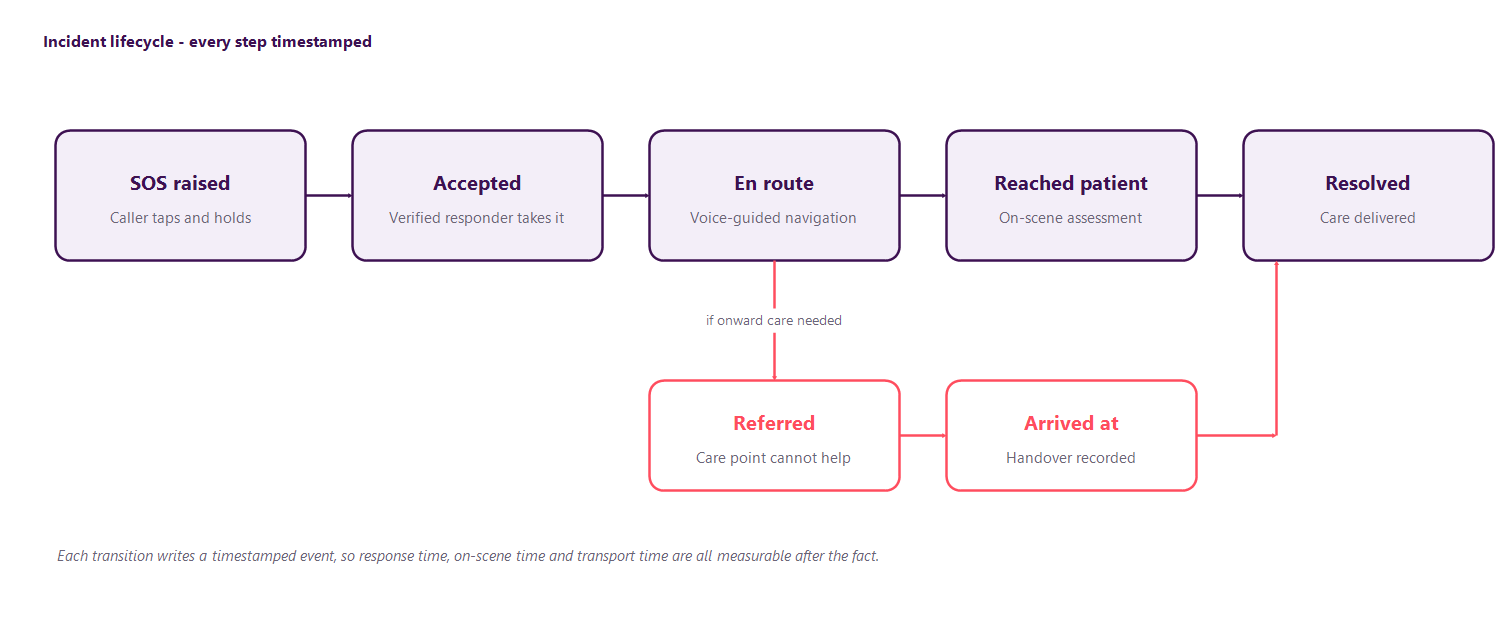 Incident lifecycle - every step timestamped
SOS raised
Caller taps and holds
Accepted
Verified responder takes it
En route
Voice-guided navigation
Reached patient
On-scene assessment
Resolved
Care delivered
if onward care needed
Referred
Care point cannot help
Arrived at
Handover recorded
Each transition writes a timestamped event, so response time, on-scene time and transport time are all measurable after the fact.